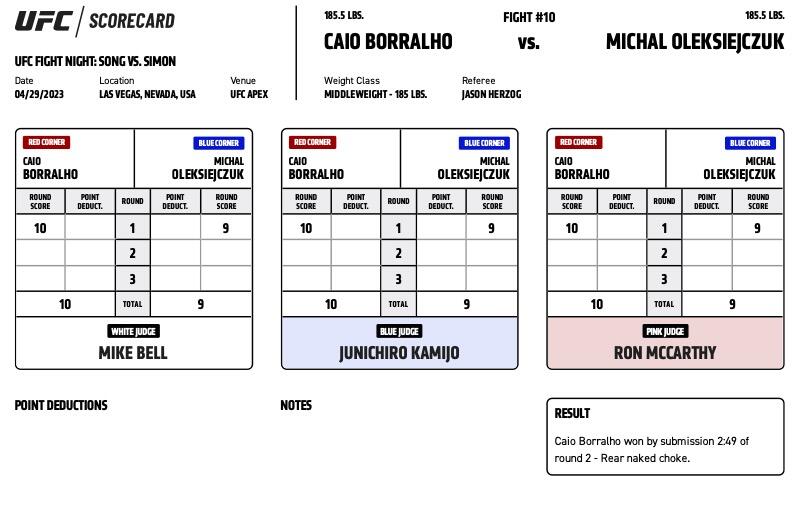 UFC / SCORECARD
UFC FIGHT NIGHT: SONG VS. SIMON
Date Location Venue
04/29/2023 LAS VEGAS, NEVADA, USA UFC APEX
185.5 LBS. FIGHT #10 185.5 LBS.
CAIO BORRALHO vs. MICHAL OLEKSIEJCZUK
Weight Class Referee
MIDDLEWEIGHT - 185 LBS. JASON HERZOG
RED CORNER BLUE CORNER
CAIO MICHAL
BORRALHO OLEKSIEJCZUK
ROUND SCORE POINT DEDUCT. ROUND POINT DEDUCT. ROUND SCORE
10 1 9
2
3
10 TOTAL 9
WHITE JUDGE
MIKE BELL
RED CORNER BLUE CORNER
CAIO MICHAL
BORRALHO OLEKSIEJCZUK
ROUND SCORE POINT DEDUCT. ROUND POINT DEDUCT. ROUND SCORE
10 1 9
2
3
10 TOTAL 9
BLUE JUDGE
JUNICHIRO KAMIJO
RED CORNER BLUE CORNER
CAIO MICHAL
BORRALHO OLEKSIEJCZUK
ROUND SCORE POINT DEDUCT. ROUND POINT DEDUCT. ROUND SCORE
10 1 9
2
3
10 TOTAL 9
PINK JUDGE
RON MCCARTHY
POINT DEDUCTIONS
NOTES
RESULT
Caio Borralho won by submission 2:49 of
round 2 - Rear naked choke.